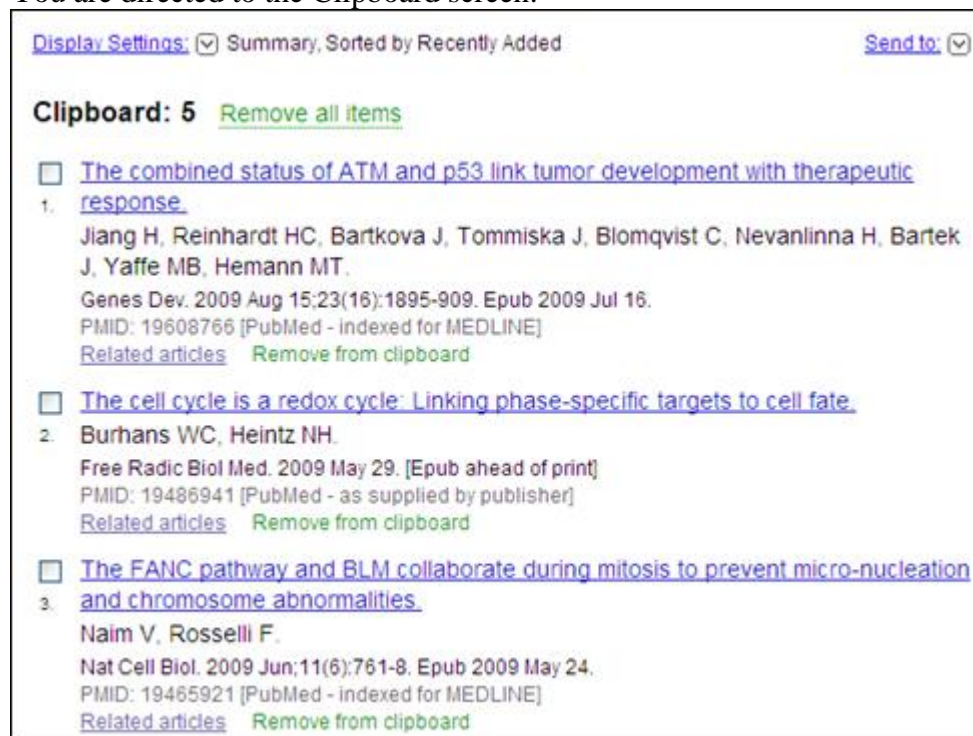 You are directed to the Clipboard screen.
Display Settings: Summary, Sorted by Recently Added Send to:
Clipboard: 5 Remove all items
The combined status of ATM and p53 link tumor development with therapeutic
1. response.
Jiang H, Reinhardt HC, Bartkova J, Tommiska J, Blomqvist C, Nevanlinna H, Bartek
J, Yaffe MB, Hemann MT.
Genes Dev. 2009 Aug 15;23(16):1895-909. Epub 2009 Jul 16.
PMID: 19608766 [PubMed - indexed for MEDLINE]
Related articles Remove from clipboard
The cell cycle is a redox cycle: Linking phase-specific targets to cell fate.
2. Burhans WC, Heintz NH.
Free Radic Biol Med. 2009 May 29. [Epub ahead of print]
PMID: 19486941 [PubMed - as supplied by publisher]
Related articles Remove from clipboard
The FANC pathway and BLM collaborate during mitosis to prevent micro-nucleation
3. and chromosome abnormalities.
Naim V, Rosselli F.
Nat Cell Biol. 2009 Jun;11(6):761-8. Epub 2009 May 24.
PMID: 19465921 [PubMed - indexed for MEDLINE]
Related articles Remove from clipboard